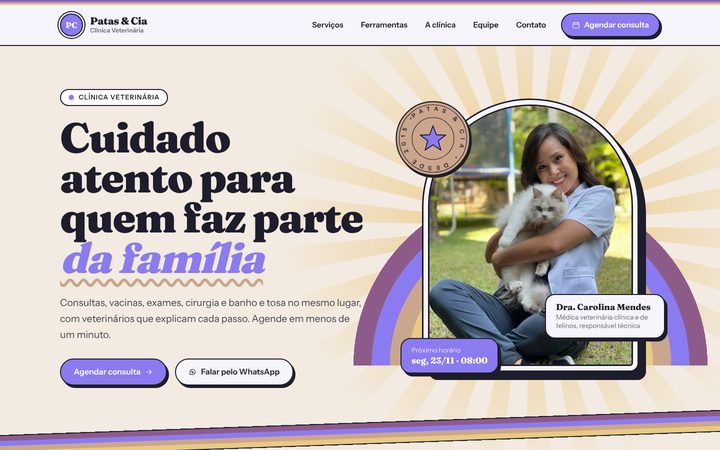 PC
Patas & Cia
Clínica Veterinária
Serviços
Ferramentas
A clínica
Equipe
Contato
Agendar consulta
CLÍNICA VETERINÁRIA
Cuidado
atento para
quem faz parte
da família
Consultas, vacinas, exames, cirurgia e banho e tosa no mesmo lugar,
com veterinários que explicam cada passo. Agende em menos de
um minuto.
Agendar consulta →
Falar pelo WhatsApp
PATAS & CIA · DESDE 2015 ·
Dra. Carolina Mendes
Médica veterinária clínica e de
felinos, responsável técnica
Próximo horário
seg, 23/11 · 08:00